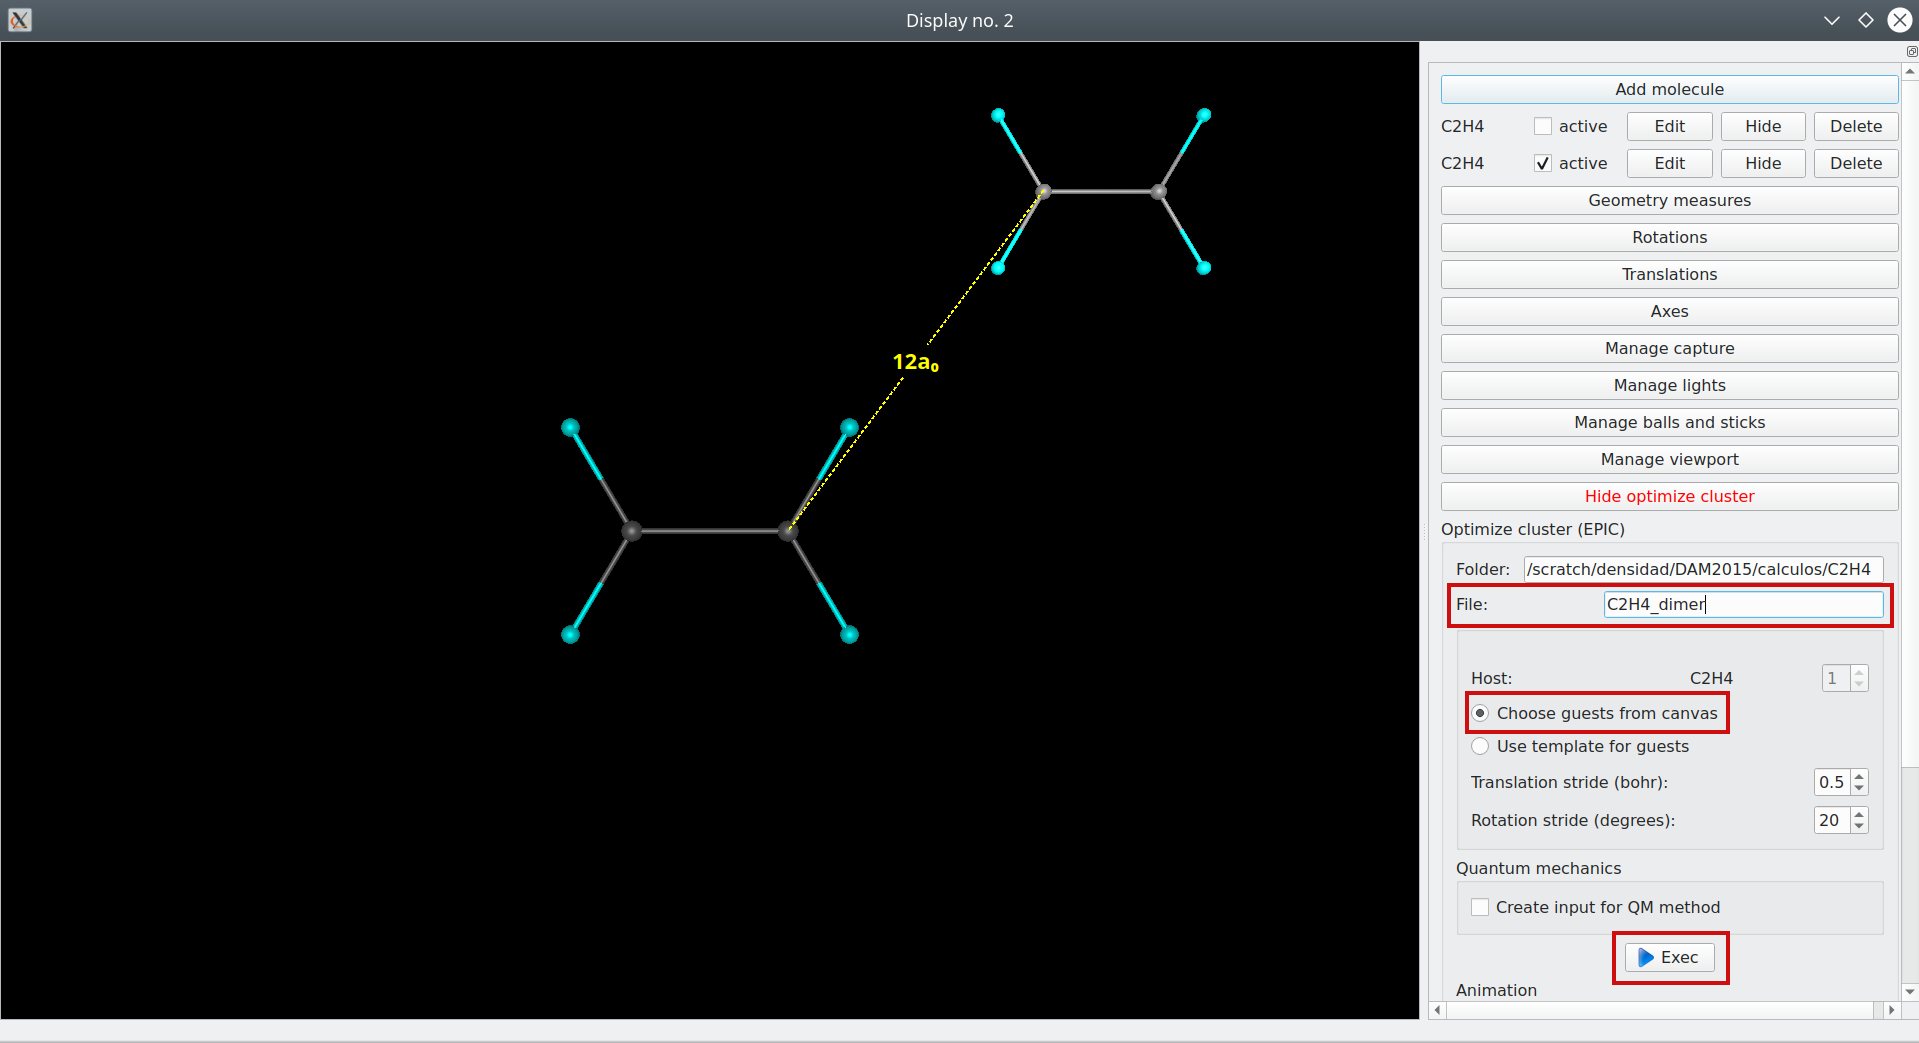 Display no. 2
Add molecule
C2H4 active Edit Hide Delete
C2H4 active Edit Hide Delete
Geometry measures
Rotations
Translations
Axes
Manage capture
12a₀
Manage lights
Manage balls and sticks
Manage viewport
Hide optimize cluster
Optimize cluster (EPIC)
Folder: /scratch/densidad/DAM2015/calculos/C2H4
File: C2H4_dimer
Host: C2H4 1
Choose guests from canvas
Use template for guests
Translation stride (bohr): 0.5
Rotation stride (degrees): 20
Quantum mechanics
Create input for QM method
Exec
Animation